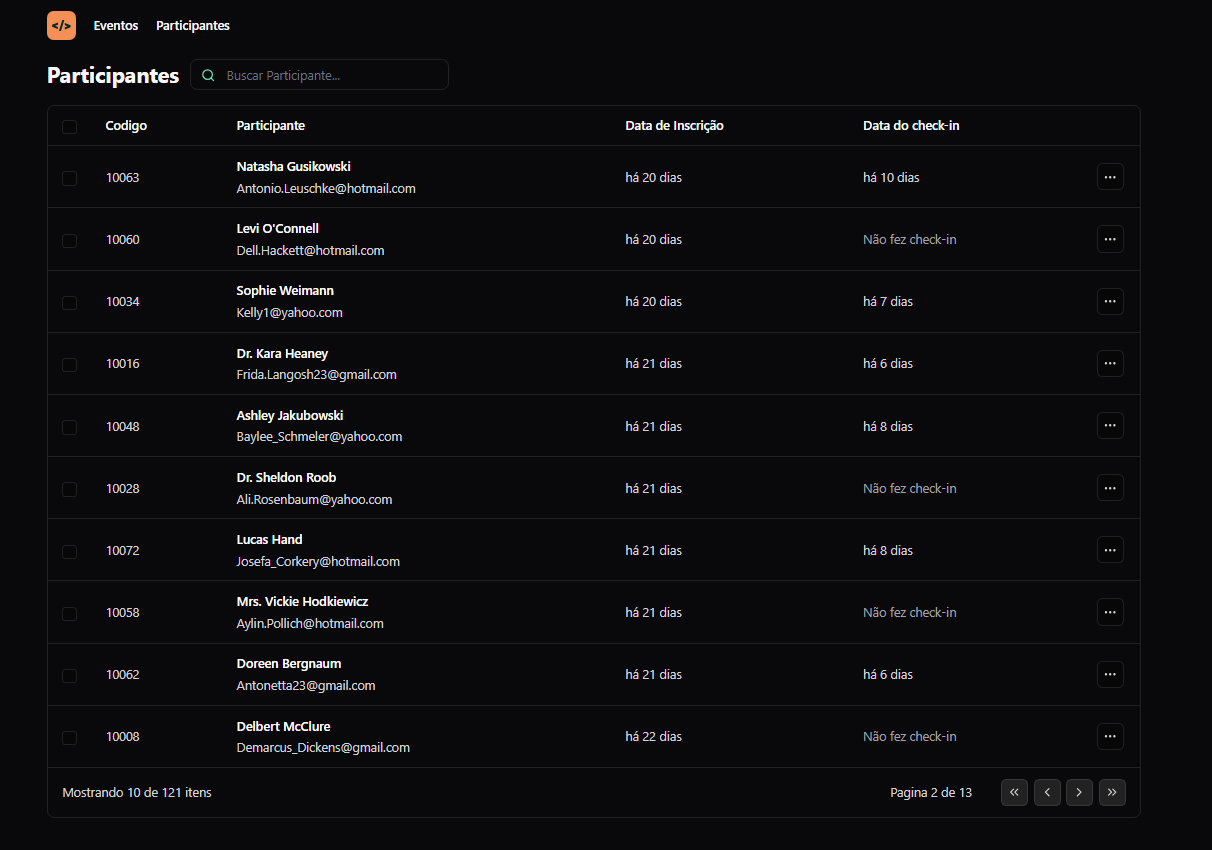 </> Eventos Participantes
Participantes Buscar Participante...
Codigo Participante Data de Inscrição Data do check-in
Natasha Gusikowski
10063 há 20 dias há 10 dias ...
Antonio.Leuschke@hotmail.com
Levi O'Connell
10060 há 20 dias Não fez check-in ...
Dell.Hackett@hotmail.com
Sophie Weimann
10034 há 20 dias há 7 dias ...
Kelly1@yahoo.com
Dr. Kara Heaney
10016 há 21 dias há 6 dias ...
Frida.Langosh23@gmail.com
Ashley Jakubowski
10048 há 21 dias há 8 dias ...
Baylee_Schmeler@yahoo.com
Dr. Sheldon Roob
10028 há 21 dias Não fez check-in ...
Ali.Rosenbaum@yahoo.com
Lucas Hand
10072 há 21 dias há 8 dias ...
Josefa_Corkery@hotmail.com
Mrs. Vickie Hodkiewicz
10058 há 21 dias Não fez check-in ...
Aylin.Pollich@hotmail.com
Doreen Bergnaum
10062 há 21 dias há 6 dias ...
Antonetta23@gmail.com
Delbert McClure
10008 há 22 dias Não fez check-in ...
Demarcus_Dickens@gmail.com
Mostrando 10 de 121 itens Pagina 2 de 13 « ‹ › »